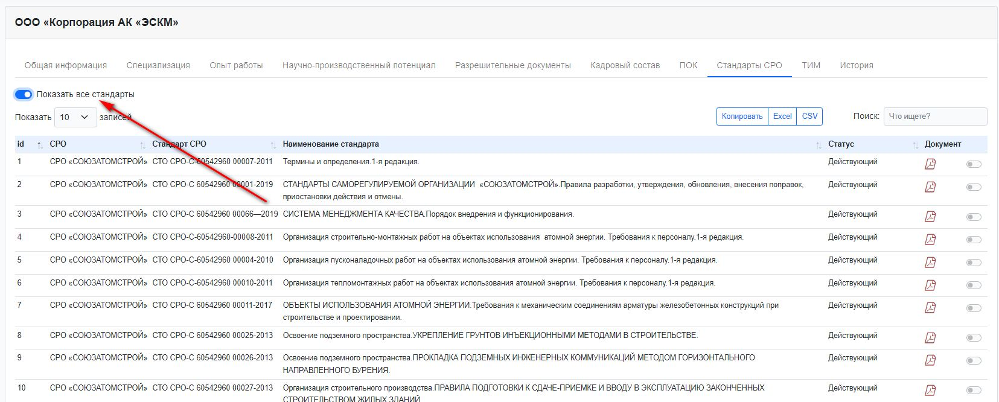 ООО «Корпорация АК «ЭСКМ»
Общая информация Специализация Опыт работы Научно-производственный потенциал Разрешительные документы Кадровый состав ПОК Стандарты СРО ТИМ История
Показать все стандарты
Показать 10 записей Копировать Excel CSV Поиск: Что ищете?
id СРО Стандарт СРО Наименование стандарта Статус Документ
1 СРО «СОЮЗАТОМСТРОЙ» СТО СРО-С-60542960 00007-2011 Термины и определения.1-я редакция. Действующий
2 СРО «СОЮЗАТОМСТРОЙ» СТО СРО-С 60542960 00001-2019 СТАНДАРТЫ САМОРЕГУЛИРУЕМОЙ ОРГАНИЗАЦИИ «СОЮЗАТОМСТРОЙ».Правила разработки, утверждения, обновления, внесения поправок, Действующий
приостановки действия и отмены.
3 СРО «СОЮЗАТОМСТРОЙ» СТО СРО-С 60542960 00066—2019 СИСТЕМА МЕНЕДЖМЕНТА КАЧЕСТВА.Порядок внедрения и функционирования. Действующий
4 СРО «СОЮЗАТОМСТРОЙ» СТО СРО-С-60542960-00008-2011 Организация строительно-монтажных работ на объектах использования атомной энергии. Требования к персоналу.1-я редакция. Действующий
5 СРО «СОЮЗАТОМСТРОЙ» СТО СРО-С-60542960 00004-2010 Организация пусконаладочных работ на объектах использования атомной энергии. Требования к персоналу.1-я редакция. Действующий
6 СРО «СОЮЗАТОМСТРОЙ» СТО СРО-С-60542960 00010-2011 Организация тепломонтажных работ на объектах использования атомной энергии. Требования к персоналу.1-я редакция. Действующий
7 СРО «СОЮЗАТОМСТРОЙ» СТО СРО-С 60542960 00011-2017 ОБЪЕКТЫ ИСПОЛЬЗОВАНИЯ АТОМНОЙ ЭНЕРГИИ.Требования к механическим соединениям арматуры железобетонных конструкций при Действующий
строительстве и проектировании.
8 СРО «СОЮЗАТОМСТРОЙ» СТО СРО-С 60542960 00025-2013 Освоение подземного пространства.УКРЕПЛЕНИЕ ГРУНТОВ ИНЪЕКЦИОННЫМИ МЕТОДАМИ В СТРОИТЕЛЬСТВЕ. Действующий
9 СРО «СОЮЗАТОМСТРОЙ» СТО СРО-С 60542960 00026-2013 Освоение подземного пространства.ПРОКЛАДКА ПОДЗЕМНЫХ ИНЖЕНЕРНЫХ КОММУНИКАЦИЙ МЕТОДОМ ГОРИЗОНТАЛЬНОГО Действующий
НАПРАВЛЕННОГО БУРЕНИЯ.
10 СРО «СОЮЗАТОМСТРОЙ» СТО СРО-С 60542960 00027-2013 Организация строительного производства.ПРАВИЛА ПОДГОТОВКИ К СДАЧЕ-ПРИЕМКЕ И ВВОДУ В ЭКСПЛУАТАЦИЮ ЗАКОНЧЕННЫХ Действующий
СТРОИТЕЛЬСТВОМ ЖИЛЫХ ЗДАНИЙ